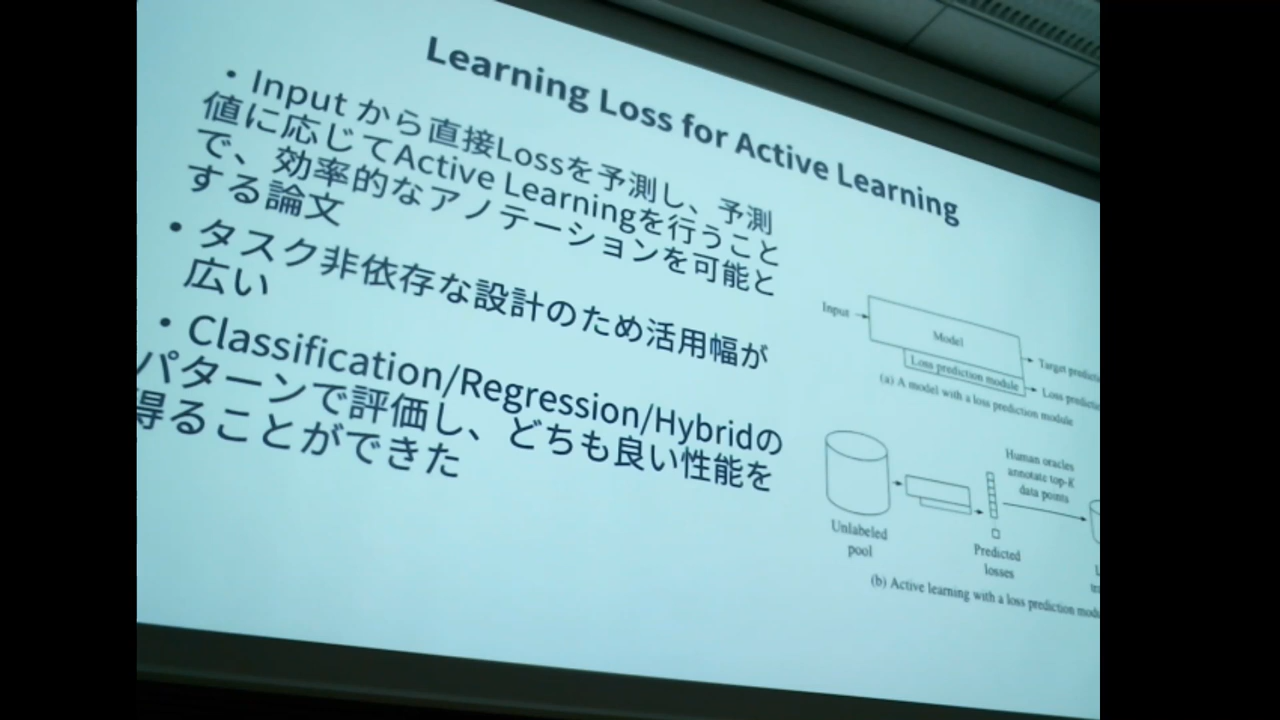 Learning Loss for Active Learning
・Input から直接Lossを予測し、予測
値に応じてActive Learningを行うこと
で、効率的なアノテーションを可能と
する論文
・タスク非依存な設計のため活用幅が
広い
・Classification/Regression/Hybridの
パターンで評価し、どちも良い性能を
得ることができた
Input
Model
Loss prediction module
Target
Loss
(a) A model with a loss prediction module
Human oracles
annotate top-K
data points
Unlabeled
pool
Predicted
losses
(b) Active learning with a loss prediction